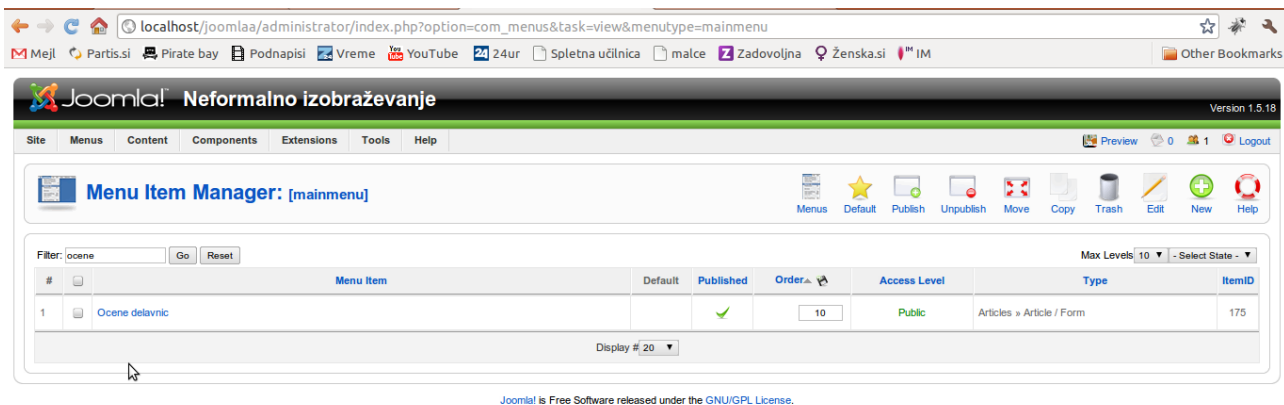 localhost/joomlaa/administrator/index.php?option=com_menus&task=view&menutype=mainmenu
Mejl Partis.si Pirate bay Podnapisi Vreme YouTube 24ur Spletna učilnica malce Zadovoljna Ženska.si IM Other Bookmarks
Joomla! Neformalno izobraževanje
Version 1.5.18
Site Menus Content Components Extensions Tools Help Preview 0 1 Logout
Menu Item Manager: [mainmenu]
Menus Default Publish Unpublish Move Copy Trash Edit New Help
Filter: ocene Go Reset Max Levels 10 - Select State -
# Menu Item Default Published Order Access Level Type ItemID
1 Ocene delavnic 10 Public Articles » Article / Form 175
Display # 20
Joomla! is Free Software released under the GNU/GPL License.